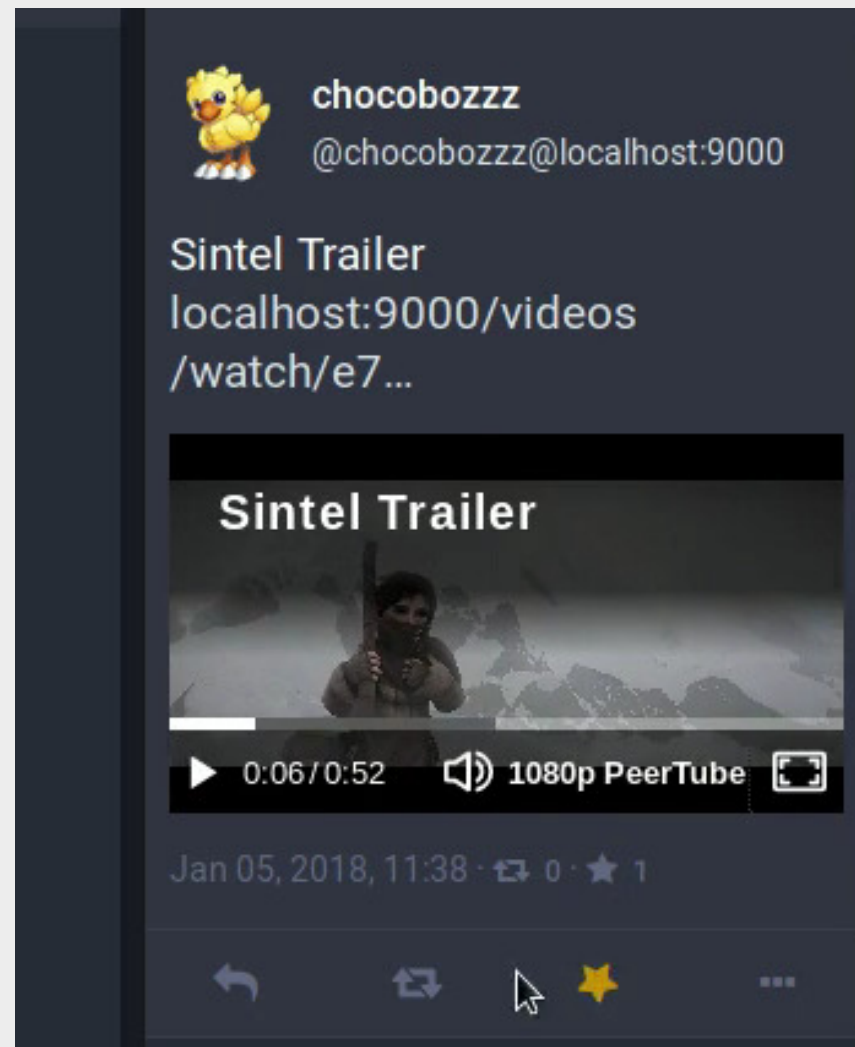 chocobozzz
@chocobozzz@localhost:9000
Sintel Trailer
localhost:9000/videos
/watch/e7…
Sintel Trailer
0:06/0:52 1080p PeerTube
Jan 05, 2018, 11:38 · 0 · 1